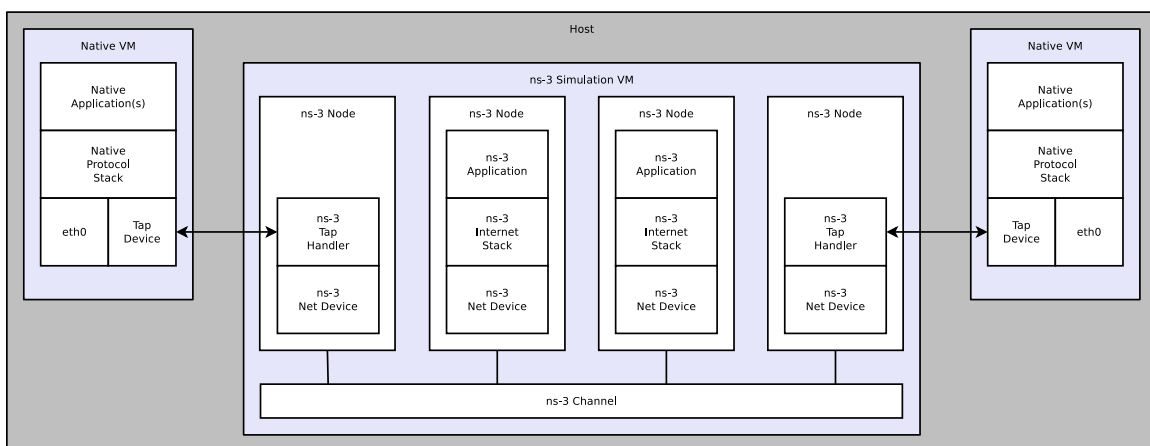 Host
Native VM
Native
Application(s)
Native
Protocol
Stack
eth0
Tap
Device
ns-3 Simulation VM
ns-3 Node
ns-3
Tap
Handler
ns-3
Net Device
ns-3 Node
ns-3
Application
ns-3
Internet
Stack
ns-3
Net Device
ns-3 Node
ns-3
Application
ns-3
Internet
Stack
ns-3
Net Device
ns-3 Node
ns-3
Tap
Handler
ns-3
Net Device
ns-3 Channel
Native VM
Native
Application(s)
Native
Protocol
Stack
Tap
Device
eth0